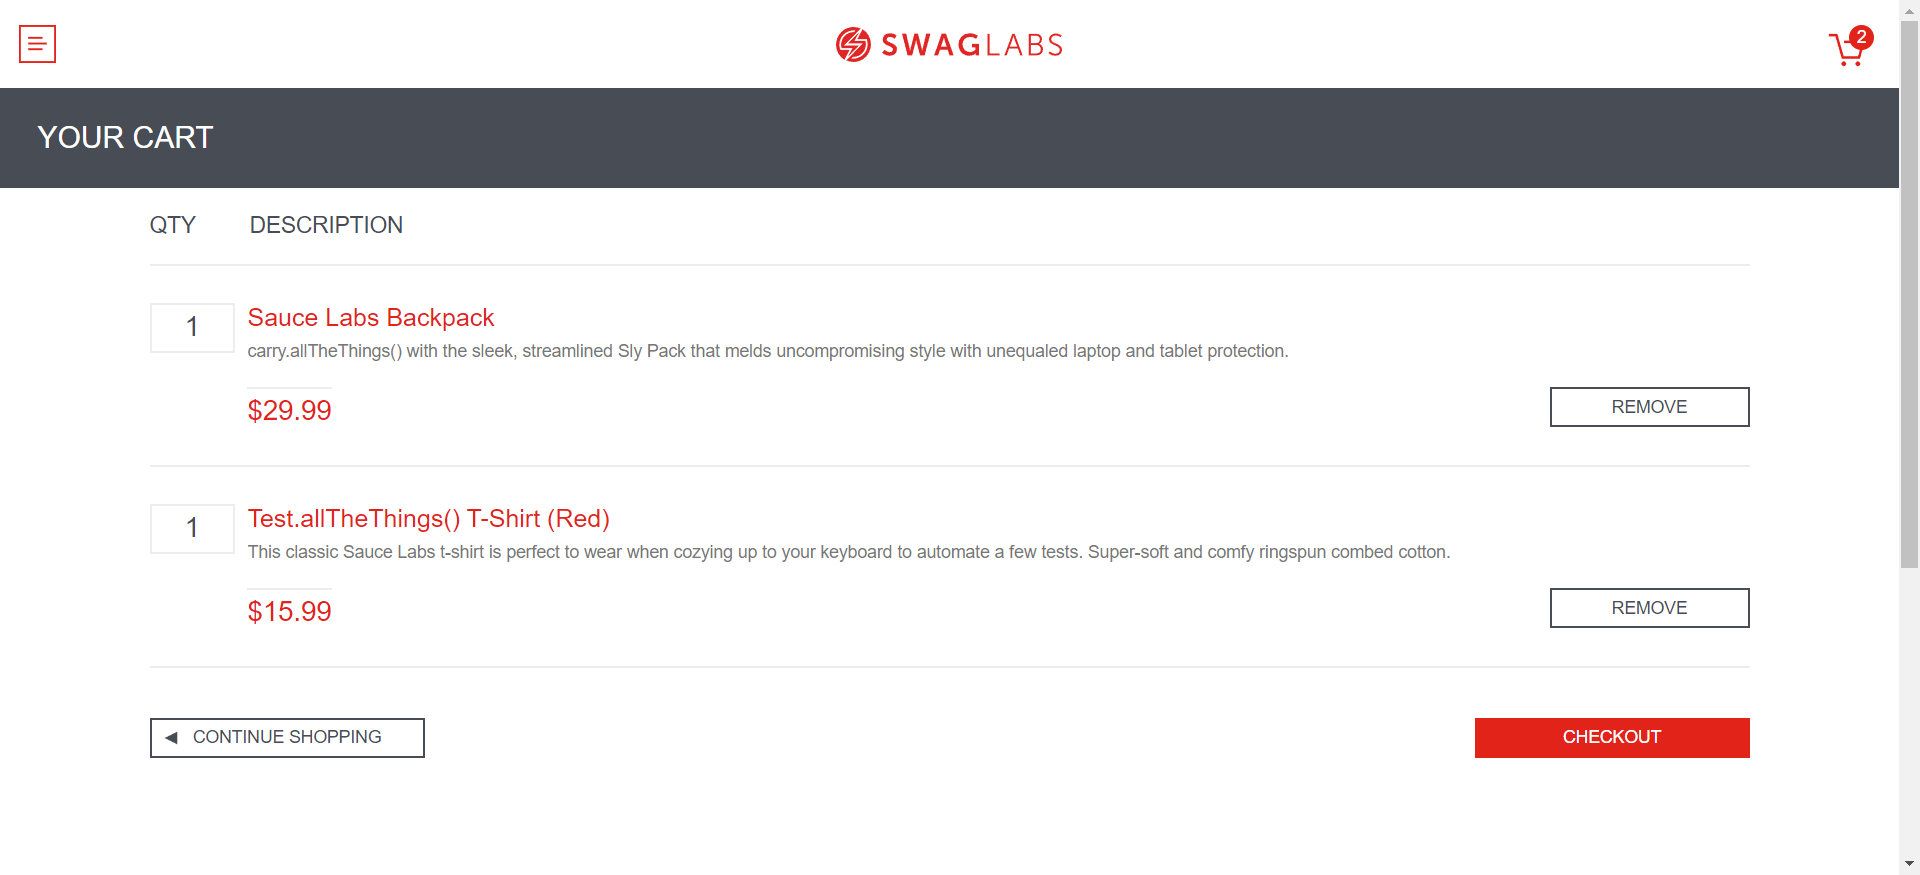 SWAGLABS
2
YOUR CART
QTY DESCRIPTION
1
Sauce Labs Backpack
carry.allTheThings() with the sleek, streamlined Sly Pack that melds uncompromising style with unequaled laptop and tablet protection.
$29.99
REMOVE
1
Test.allTheThings() T-Shirt (Red)
This classic Sauce Labs t-shirt is perfect to wear when cozying up to your keyboard to automate a few tests. Super-soft and comfy ringspun combed cotton.
$15.99
REMOVE
CONTINUE SHOPPING
CHECKOUT